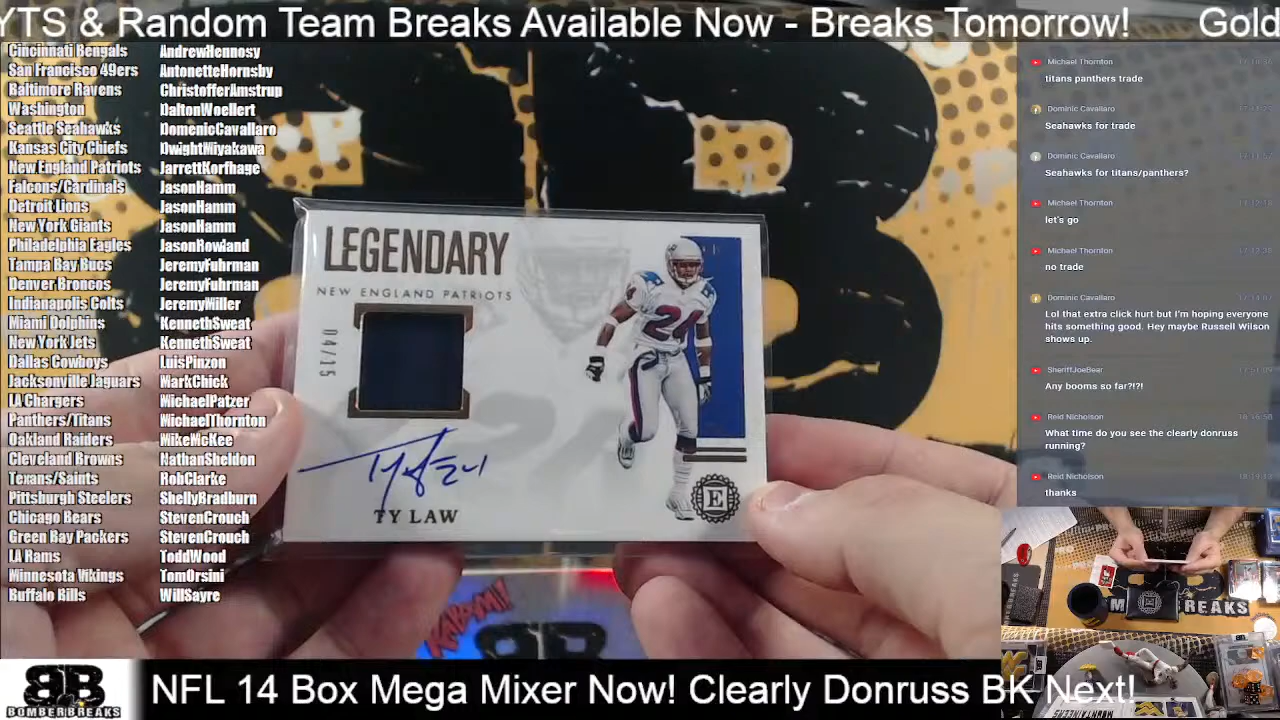 YTS & Random Team Breaks Available Now - Breaks Tomorrow! Gold
Cincinnati Bengals AndrewHennosy
San Francisco 49ers AntonetteHornsby
Baltimore Ravens ChristofferAmstrup
Washington DaltonWoellert
Seattle Seahawks DomenicCavallaro
Kansas City Chiefs DwightMiyakawa
New England Patriots JarrettKorfhage
Falcons/Cardinals JasonHamm
Detroit Lions JasonHamm
New York Giants JasonHamm
Philadelphia Eagles JasonRowland
Tampa Bay Bucs JeremyFuhrman
Denver Broncos JeremyFuhrman
Indianapolis Colts JeremyMiller
Miami Dolphins KennethSweat
New York Jets KennethSweat
Dallas Cowboys LuisPinzon
Jacksonville Jaguars MarkChick
LA Chargers MichaelPatzer
Panthers/Titans MichaelThornton
Oakland Raiders MikeMcKee
Cleveland Browns NathanSheldon
Texans/Saints RobClarke
Pittsburgh Steelers ShellyBradburn
Chicago Bears StevenCrouch
Green Bay Packers StevenCrouch
LA Rams ToddWood
Minnesota Vikings TomOrsini
Buffalo Bills WillSayre
LEGENDARY
NEW ENGLAND PATRIOTS
04/15
24
Ty 24
TY LAW
E
KABAM!
Michael Thornton
titans panthers trade
Dominic Cavallaro
Seahawks for trade
Dominic Cavallaro
Seahawks for titans/panthers?
Michael Thornton
let's go
Michael Thornton
no trade
Dominic Cavallaro
Lol that extra click hurt but I'm hoping everyone
hits something good. Hey maybe Russell Wilson
shows up.
SheriffJoeBear
Any booms so far?!?!
Reid Nicholson
What time do you see the clearly donruss
running?
Reid Nicholson
thanks
BREAKS
BB
BOMBERBREAKS
NFL 14 Box Mega Mixer Now! Clearly Donruss BK Next!